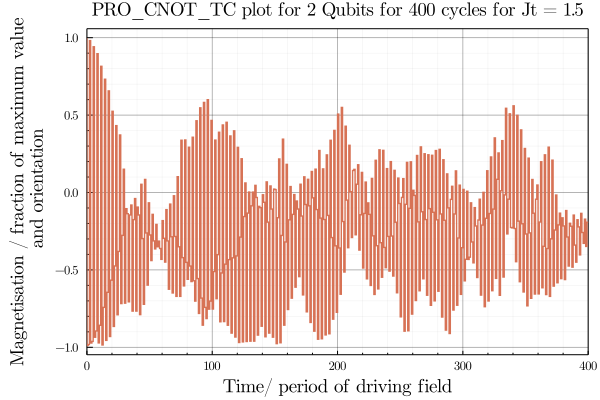 PRO_CNOT_TC plot for 2 Qubits for 400 cycles for Jt = 1.5
Magnetisation / fraction of maximum value
and orientation
1.0
0.5
0.0
−0.5
−1.0
0
100
200
300
400
Time/ period of driving field